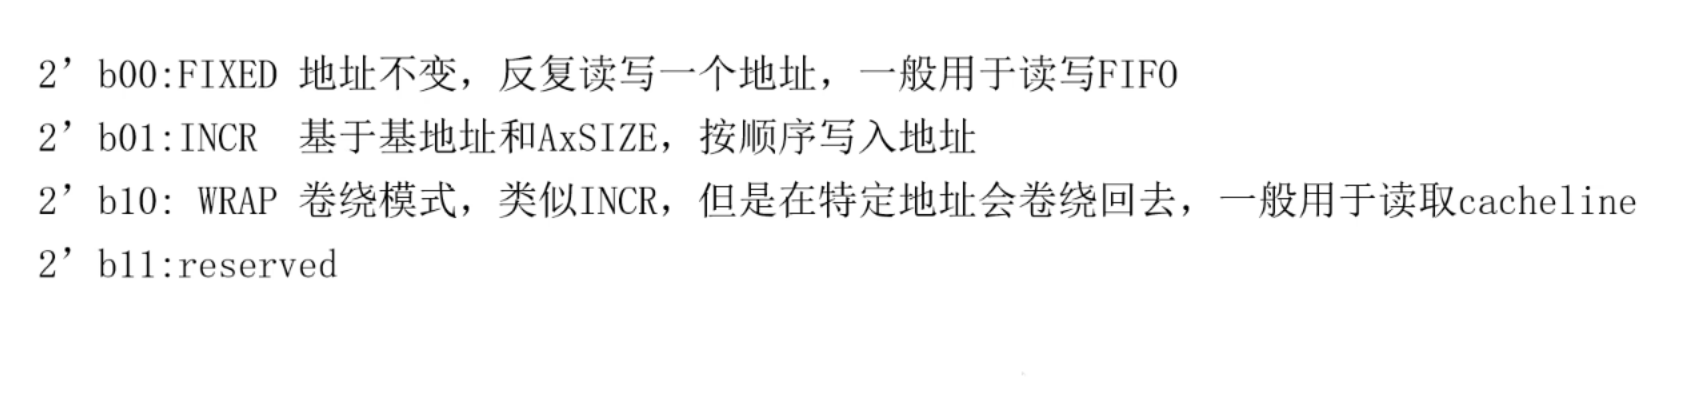 2’b00:FIXED 地址不变，反复读写一个地址，一般用于读写FIFO
2’b01:INCR  基于基地址和AxSIZE，按顺序写入地址
2’b10: WRAP 卷绕模式，类似INCR，但是在特定地址会卷绕回去，一般用于读取cacheline
2’b11:reserved